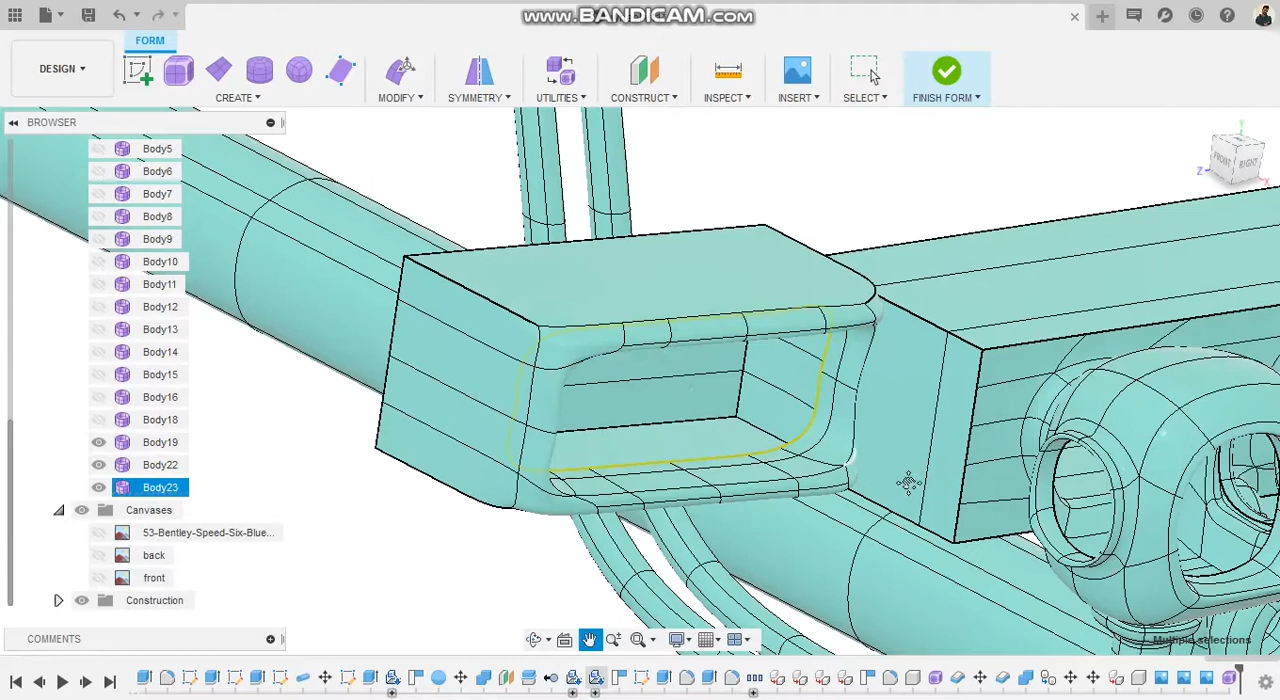 www.BANDICAM.com
FORM
DESIGN
CREATE
MODIFY
SYMMETRY
UTILITIES
CONSTRUCT
INSPECT
INSERT
SELECT
FINISH FORM
BROWSER
Body5
Body6
Body7
Body8
Body9
Body10
Body11
Body12
Body13
Body14
Body15
Body16
Body18
Body19
Body22
Body23
Canvases
53-Bentley-Speed-Six-Blue...
back
front
Construction
COMMENTS
Y
FRONT
RIGHT
Z
X
Multiple selections